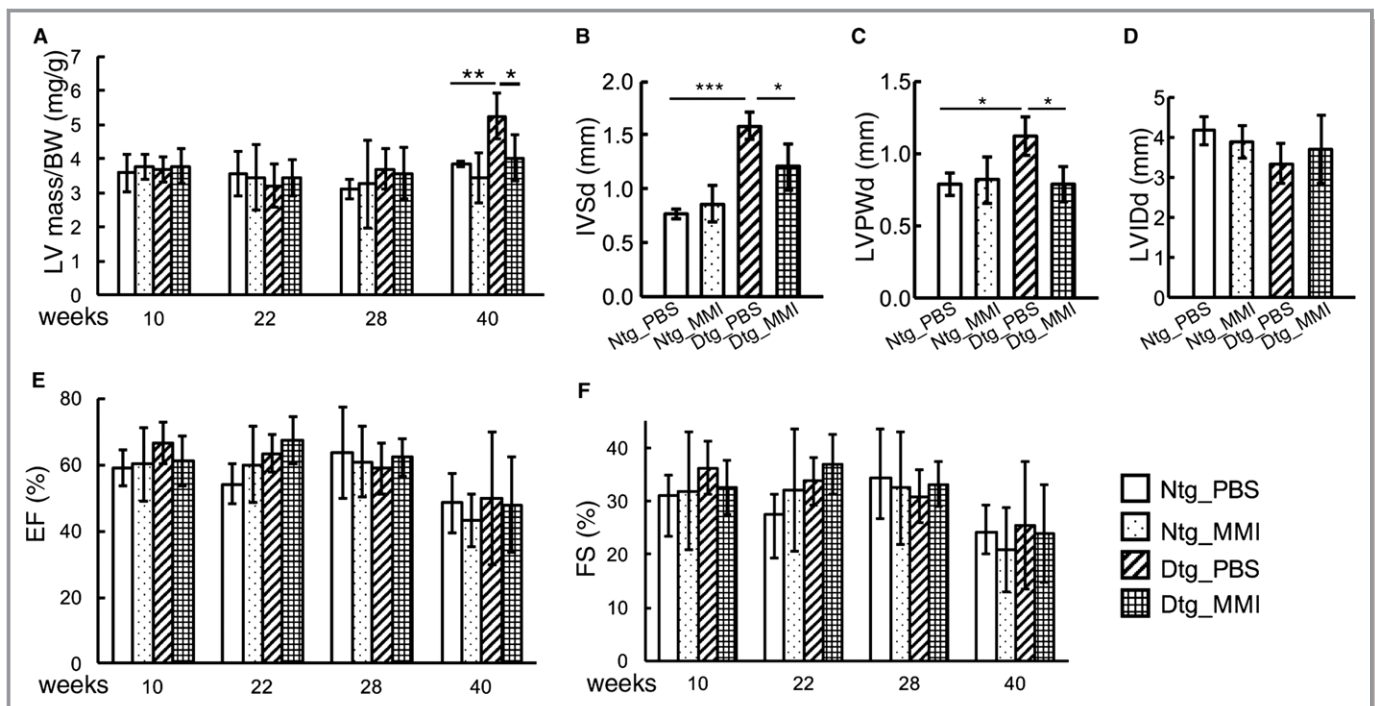 A
LV mass/BW (mg/g)
7
6
5
4
3
2
1
0
** *
weeks 10 22 28 40
B
IVSd (mm)
2.0
1.5
1.0
0.5
0.0
*** *
Ntg_PBS
Ntg_MMI
Dtg_PBS
Dtg_MMI
C
LVPWd (mm)
1.5
1.0
0.5
0.0
* *
Ntg_PBS
Ntg_MMI
Dtg_PBS
Dtg_MMI
D
LVIDd (mm)
5
4
3
2
1
0
Ntg_PBS
Ntg_MMI
Dtg_PBS
Dtg_MMI
E
EF (%)
80
60
40
20
0
weeks 10 22 28 40
F
FS (%)
40
30
20
10
0
weeks 10 22 28 40
Ntg_PBS
Ntg_MMI
Dtg_PBS
Dtg_MMI